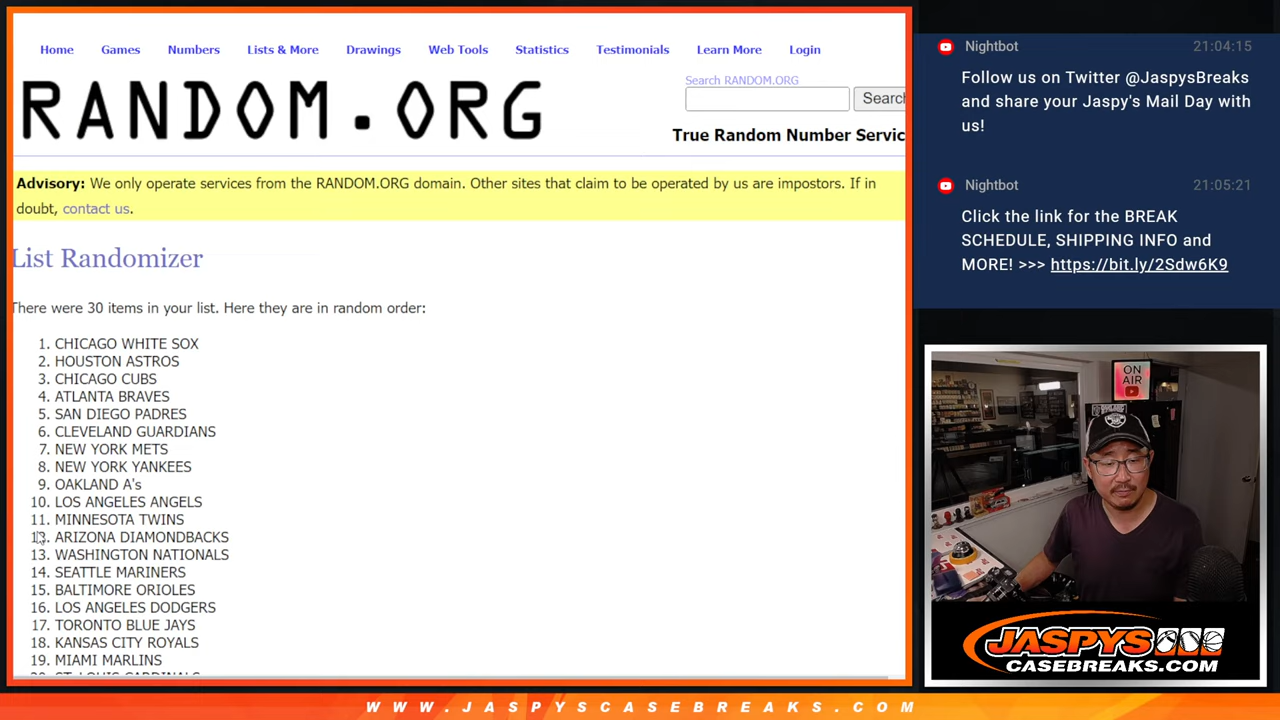 Home Games Numbers Lists & More Drawings Web Tools Statistics Testimonials Learn More Login
RANDOM.ORG
Search RANDOM.ORG
Search
True Random Number Servic
Advisory: We only operate services from the RANDOM.ORG domain. Other sites that claim to be operated by us are impostors. If in
doubt, contact us.
List Randomizer
There were 30 items in your list. Here they are in random order:
1. CHICAGO WHITE SOX
2. HOUSTON ASTROS
3. CHICAGO CUBS
4. ATLANTA BRAVES
5. SAN DIEGO PADRES
6. CLEVELAND GUARDIANS
7. NEW YORK METS
8. NEW YORK YANKEES
9. OAKLAND A's
10. LOS ANGELES ANGELS
11. MINNESOTA TWINS
12. ARIZONA DIAMONDBACKS
13. WASHINGTON NATIONALS
14. SEATTLE MARINERS
15. BALTIMORE ORIOLES
16. LOS ANGELES DODGERS
17. TORONTO BLUE JAYS
18. KANSAS CITY ROYALS
19. MIAMI MARLINS
20. ST. LOUIS CARDINALS
Nightbot 21:04:15
Follow us on Twitter @JaspysBreaks
and share your Jaspy's Mail Day with
us!
Nightbot 21:05:21
Click the link for the BREAK
SCHEDULE, SHIPPING INFO and
MORE! >>> https://bit.ly/2Sdw6K9
ON
AIR
JASPYS
CASEBREAKS.COM
WWW.JASPYSCASEBREAKS.COM